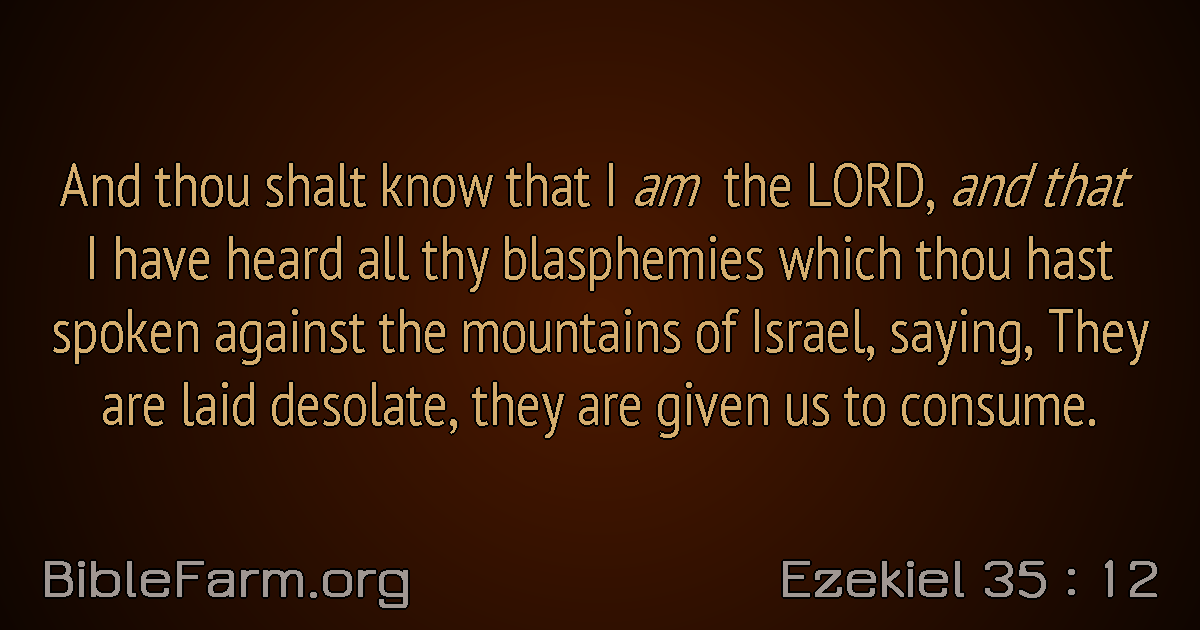 And thou shalt know that I am the LORD, and that
I have heard all thy blasphemies which thou hast
spoken against the mountains of Israel, saying, They
are laid desolate, they are given us to consume.
BibleFarm.org
Ezekiel 35 : 12